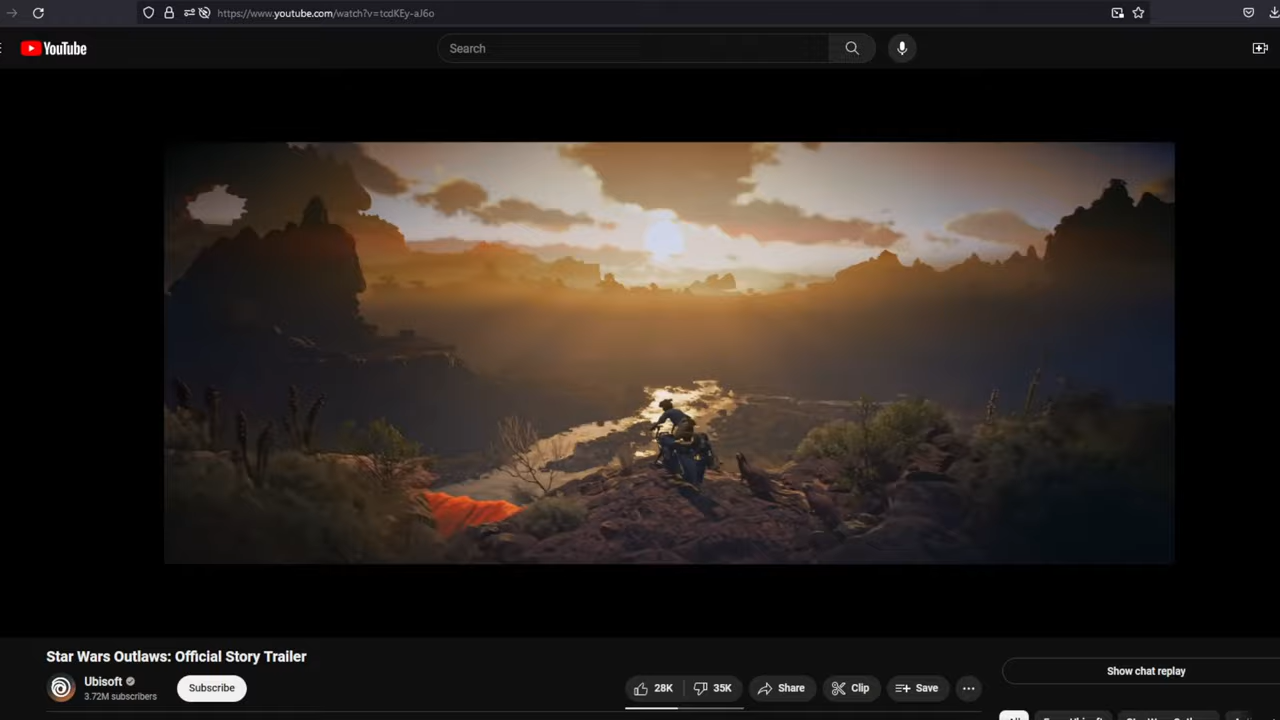 https://www.youtube.com/watch?v=tcdKEy-aJ6o
YouTube
Search
Star Wars Outlaws: Official Story Trailer
Ubisoft
3.72M subscribers
Subscribe
28K
35K
Share
Clip
Save
Show chat replay